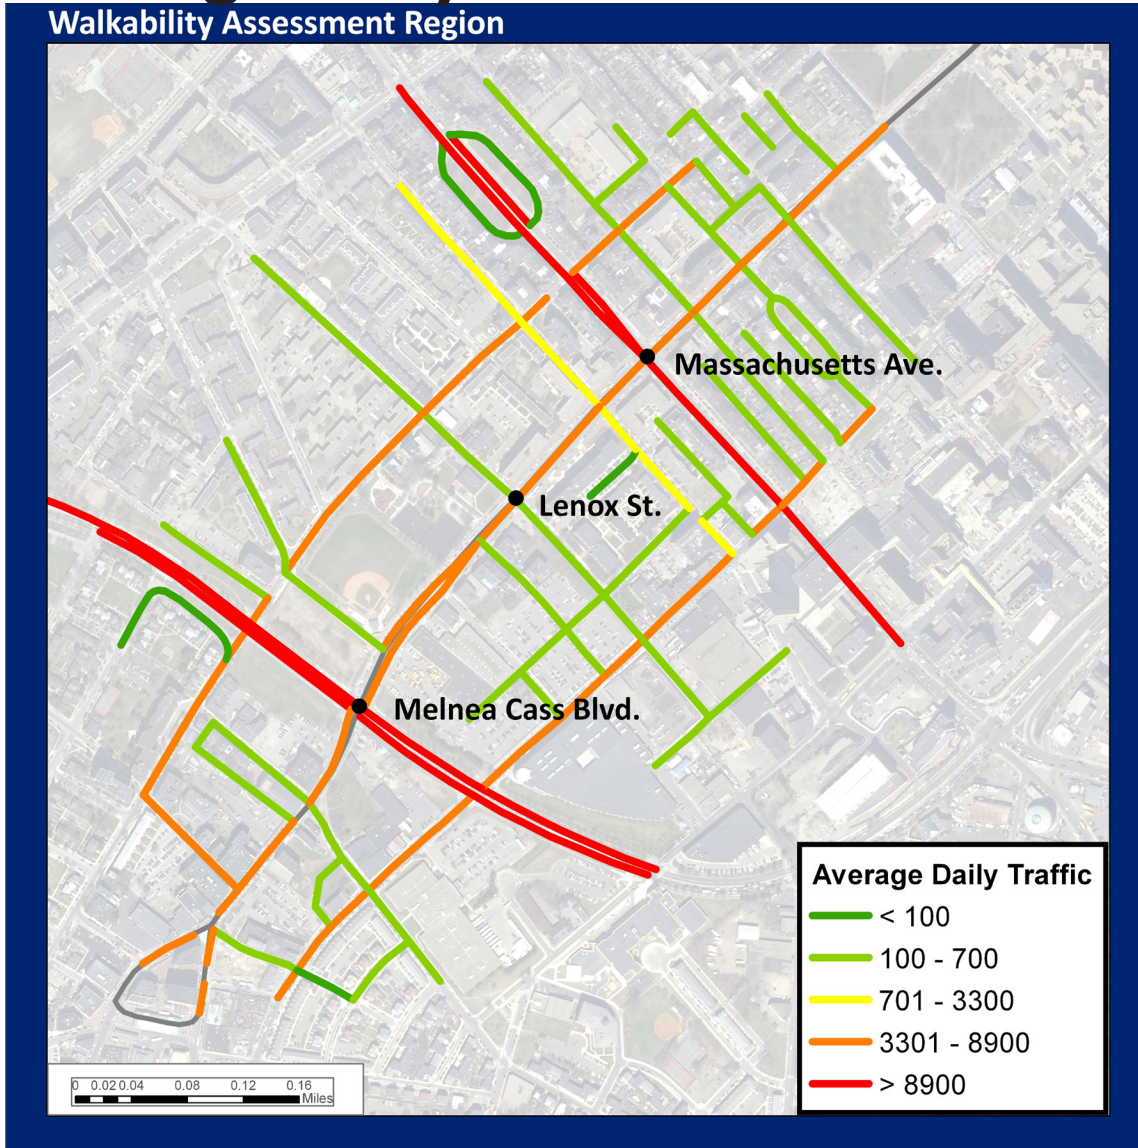 Walkability Assessment Region
Massachusetts Ave.
Lenox St.
Melnea Cass Blvd.
Average Daily Traffic
< 100
100 - 700
701 - 3300
3301 - 8900
> 8900
0 0.02 0.04 0.08 0.12 0.16
Miles